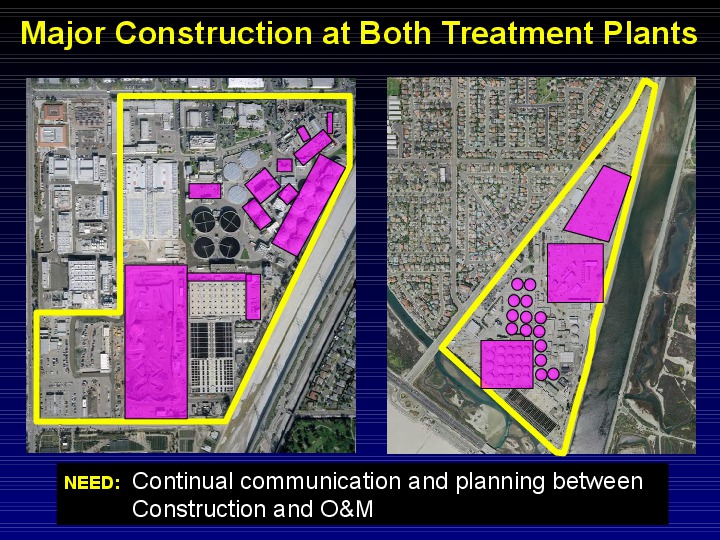 Major Construction at Both Treatment Plants
NEED: Continual communication and planning between
Construction and O&M